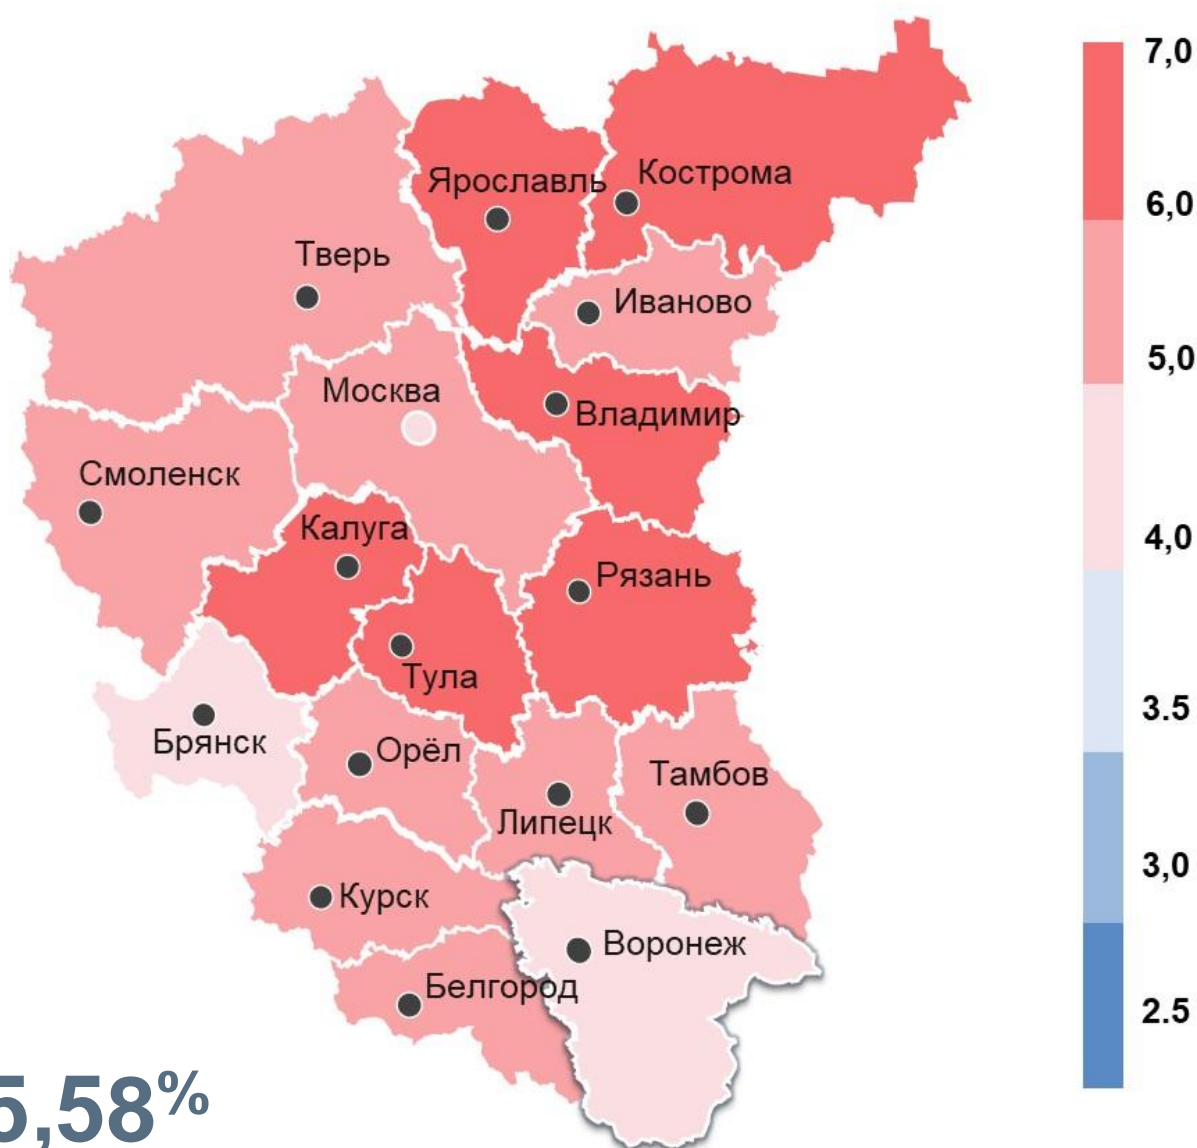 7,0
Кострома
Ярославль
6,0
Тверь
Иваново
5,0
Москва
Владимир
Смоленск
Калуга
4,0
Рязань
Тула
3.5
Брянск
Орёл
Тамбов
Липецк
3,0
Курск
Воронеж
Белгород
2.5
5,58%